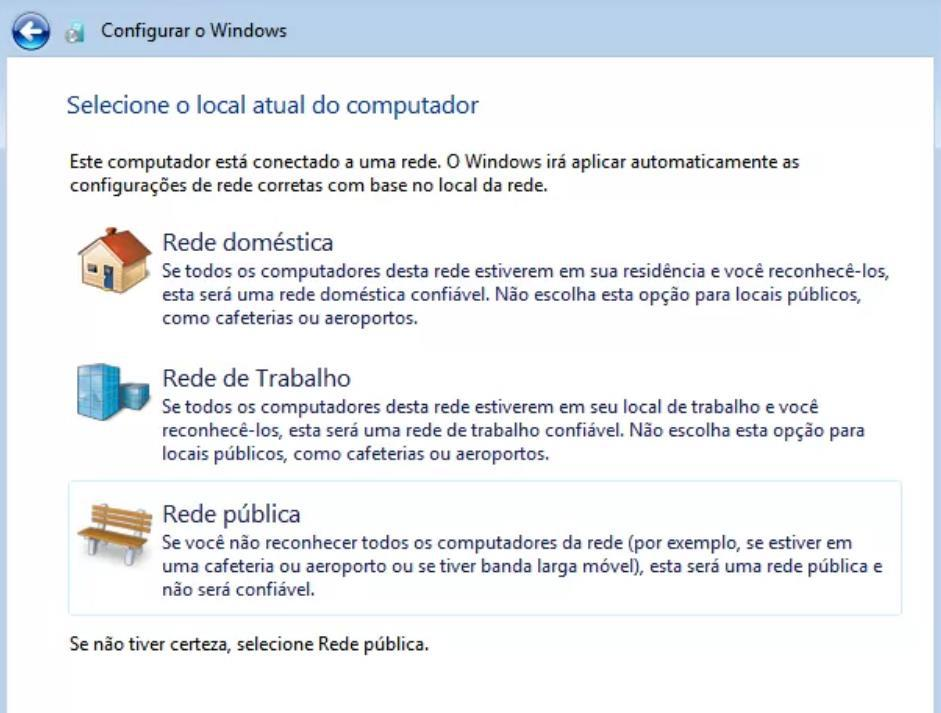 Configurar o Windows
Selecione o local atual do computador
Este computador está conectado a uma rede. O Windows irá aplicar automaticamente as
configurações de rede corretas com base no local da rede.
Rede doméstica
Se todos os computadores desta rede estiverem em sua residência e você reconhecê-los,
esta será uma rede doméstica confiável. Não escolha esta opção para locais públicos,
como cafeterias ou aeroportos.
Rede de Trabalho
Se todos os computadores desta rede estiverem em seu local de trabalho e você
reconhecê-los, esta será uma rede de trabalho confiável. Não escolha esta opção para
locais públicos, como cafeterias ou aeroportos.
Rede pública
Se você não reconhecer todos os computadores da rede (por exemplo, se estiver em
uma cafeteria ou aeroporto ou se tiver banda larga móvel), esta será uma rede pública e
não será confiável.
Se não tiver certeza, selecione Rede pública.